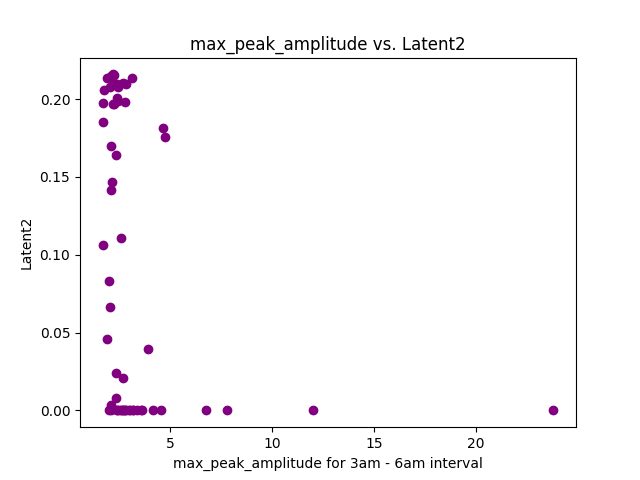 max_peak_amplitude vs. Latent2
0.20
0.15
0.10
0.05
0.00
Latent2
5 10 15 20
max_peak_amplitude for 3am - 6am interval